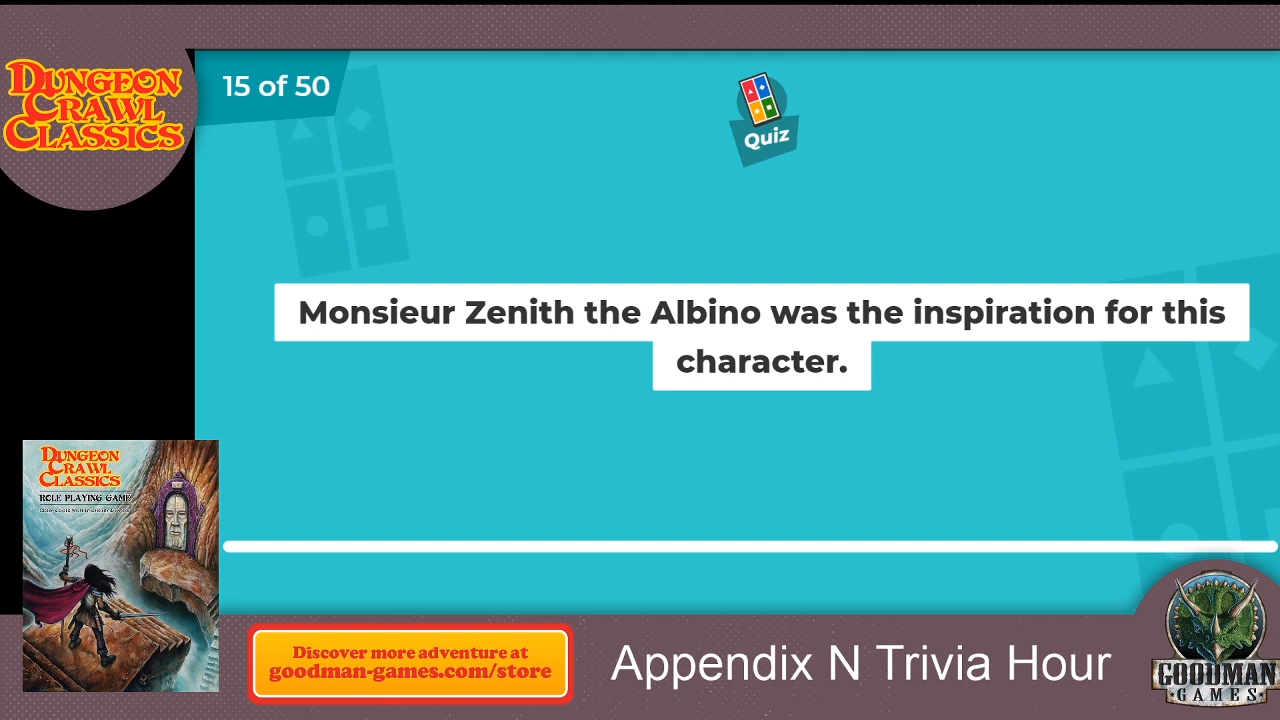 DUNGEON
CRAWL
CLASSICS
15 of 50
Quiz
Monsieur Zenith the Albino was the inspiration for this
character.
DUNGEON
CRAWL
CLASSICS
ROLE PLAYING GAME
Discover more adventure at
goodman-games.com/store
Appendix N Trivia Hour
GOODMAN
GAMES